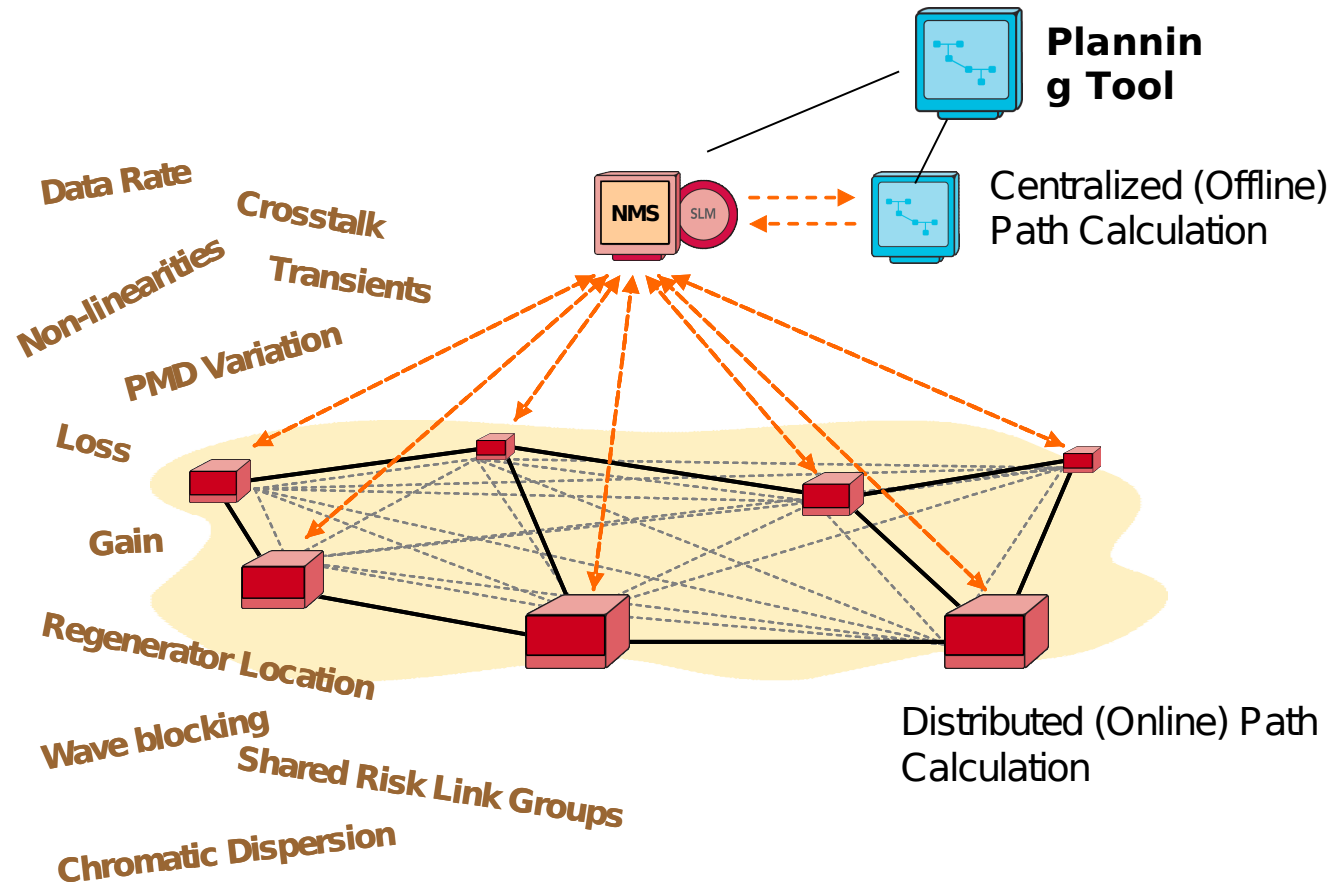 Plannin
g Tool
Data Rate
Crosstalk
NMS
SLM
Centralized (Offline)
Path Calculation
Non-linearities
Transients
PMD Variation
Loss
Gain
Regenerator Location
Wave blocking
Shared Risk Link Groups
Chromatic Dispersion
Distributed (Online) Path
Calculation